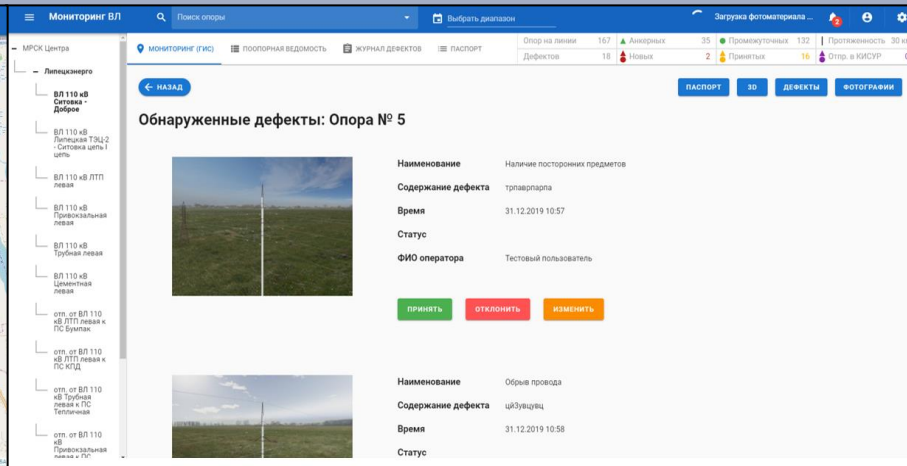 Мониторинг ВЛ
Поиск опоры
Выбрать диапазон
Загрузка фотоматериала ...
2
МРСК Центра
Липецкэнерго
ВЛ 110 кВ
Ситовка -
Доброе
ВЛ 110 кВ
Липецкая ТЭЦ-2
- Ситовка цепь I
цепь
ВЛ 110 кВ ЛТП
левая
ВЛ 110 кВ
Привокзальная
левая
ВЛ 110 кВ
Трубная левая
ВЛ 110 кВ
Цементная
левая
отп. от ВЛ 110
кВ ЛТП левая к
ПС Бумпак
отп. от ВЛ 110
кВ ЛТП левая к
ПС КПД
отп. от ВЛ 110
кВ Трубная
левая к ПС
Тепличная
отп. от ВЛ 110
кВ
Привокзальная
левая к ПС
МОНИТОРИНГ (ГИС)
ПООПОРНАЯ ВЕДОМОСТЬ
ЖУРНАЛ ДЕФЕКТОВ
ПАСПОРТ
Опор на линии 167
Анкерных 35
Промежуточных 132
Протяженность 30
Дефектов 18
Новых 2
Принятых 16
Отпр. в КИСУР
НАЗАД
ПАСПОРТ
3D
ДЕФЕКТЫ
ФОТОГРАФИИ
Обнаруженные дефекты: Опора № 5
Наименование Наличие посторонних предметов
Содержание дефекта трпаврпарпа
Время 31.12.2019 10:57
Статус
ФИО оператора Тестовый пользователь
ПРИНЯТЬ
ОТКЛОНИТЬ
ИЗМЕНИТЬ
Наименование Обрыв провода
Содержание дефекта цйЗувцувц
Время 31.12.2019 10:58
Статус